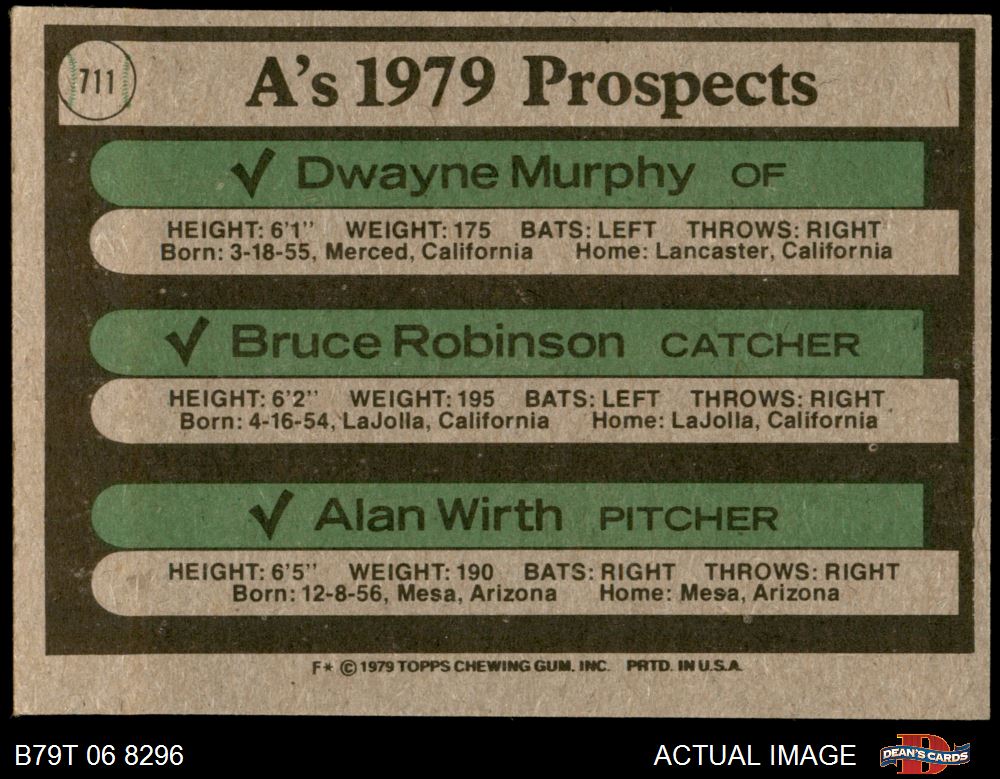 711
A's 1979 Prospects
✓ Dwayne Murphy OF
HEIGHT: 6'1" WEIGHT: 175 BATS: LEFT THROWS: RIGHT
Born: 3-18-55, Merced, California Home: Lancaster, California
✓ Bruce Robinson CATCHER
HEIGHT: 6'2" WEIGHT: 195 BATS: LEFT THROWS: RIGHT
Born: 4-16-54, LaJolla, California Home: LaJolla, California
✓ Alan Wirth PITCHER
HEIGHT: 6'5" WEIGHT: 190 BATS: RIGHT THROWS: RIGHT
Born: 12-8-56, Mesa, Arizona Home: Mesa, Arizona
F* © 1979 TOPPS CHEWING GUM, INC. PRTD. IN U.S.A.
B79T 06 8296 ACTUAL IMAGE D DEAN'S CARDS